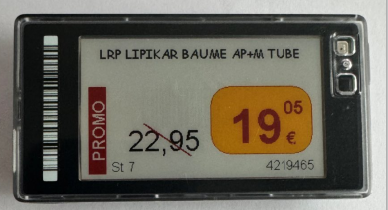 LRP LIPIKAR BAUME AP+M TUBE
PROMO
22,95
19 05 €
St 7
4219465